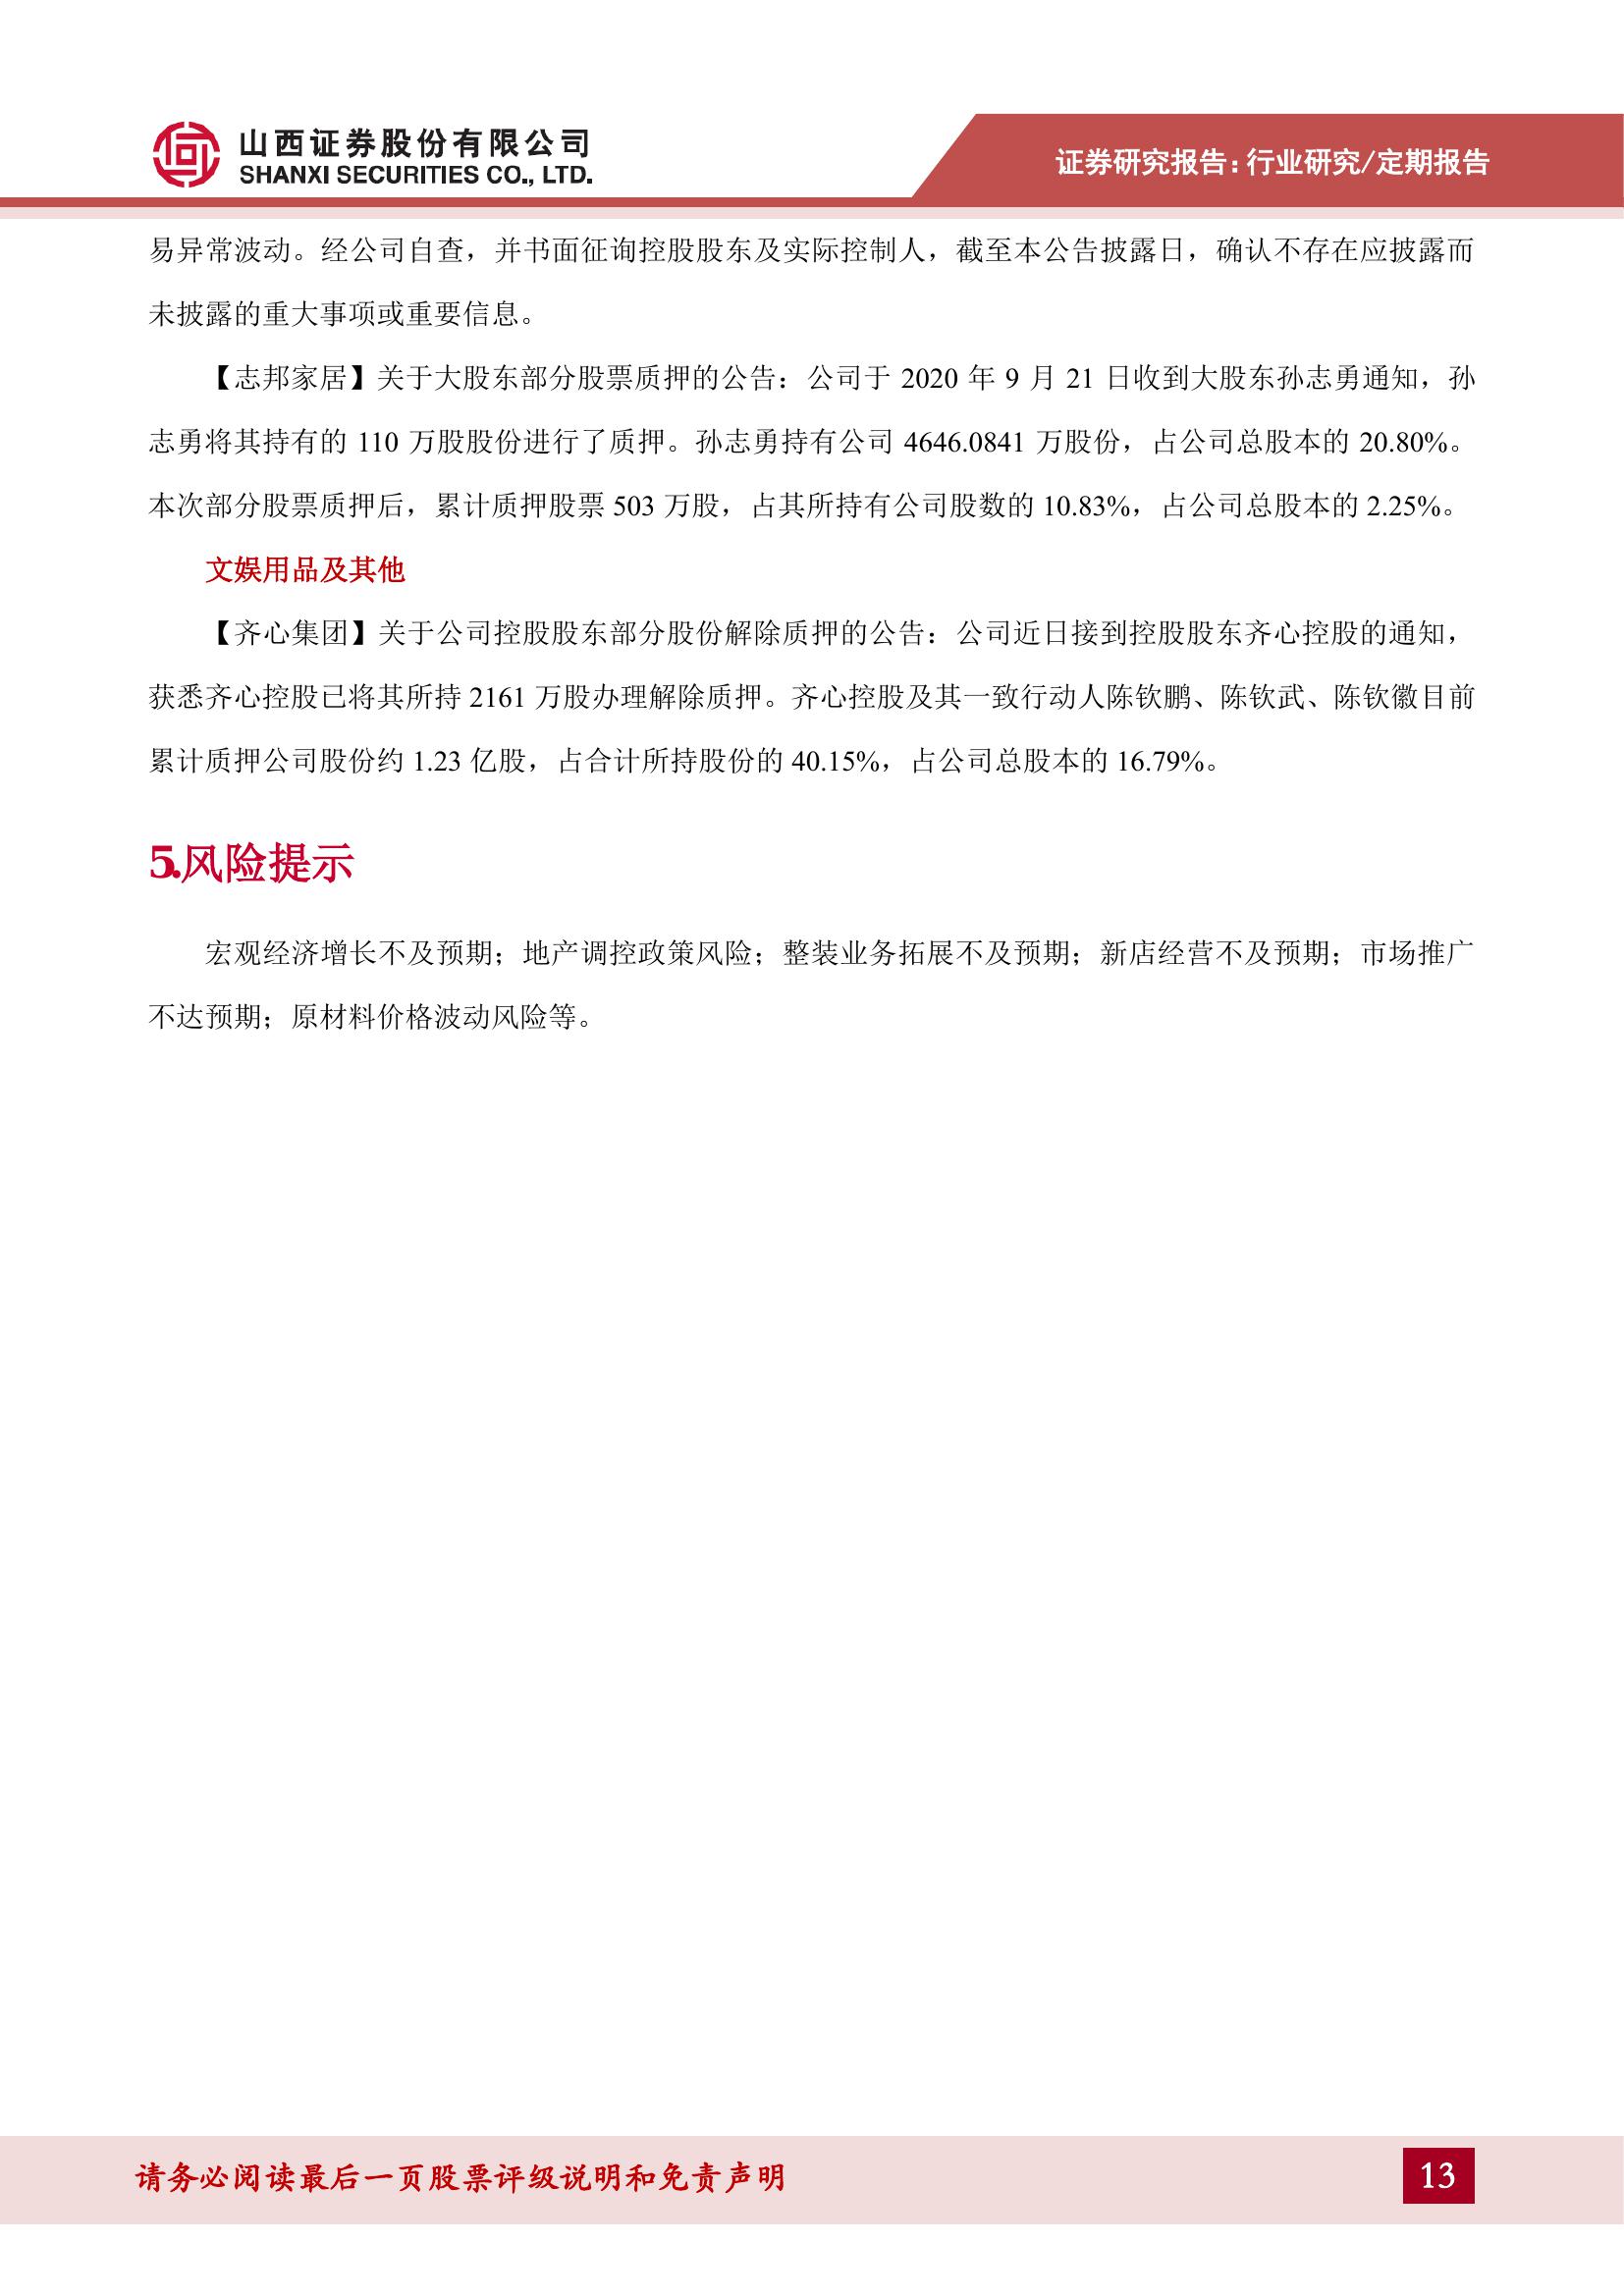 山西证券股份有限公司
SHANXI SECURITIES CO., LTD.
证券研究报告：行业研究/定期报告
易异常波动。经公司自查，并书面征询控股股东及实际控制人，截至本公告披露日，确认不存在应披露而
未披露的重大事项或重要信息。
【志邦家居】关于大股东部分股票质押的公告：公司于 2020 年 9 月 21 日收到大股东孙志勇通知，孙
志勇将其持有的 110 万股股份进行了质押。孙志勇持有公司 4646.0841 万股份，占公司总股本的 20.80%。
本次部分股票质押后，累计质押股票 503 万股，占其所持有公司股数的 10.83%，占公司总股本的 2.25%。
文娱用品及其他
【齐心集团】关于公司控股股东部分股份解除质押的公告：公司近日接到控股股东齐心控股的通知，
获悉齐心控股已将其所持 2161 万股办理解除质押。齐心控股及其一致行动人陈钦鹏、陈钦武、陈钦徽目前
累计质押公司股份约 1.23 亿股，占合计所持股份的 40.15%，占公司总股本的 16.79%。
5.风险提示
宏观经济增长不及预期；地产调控政策风险；整装业务拓展不及预期；新店经营不及预期；市场推广
不达预期；原材料价格波动风险等。
请务必阅读最后一页股票评级说明和免责声明
13